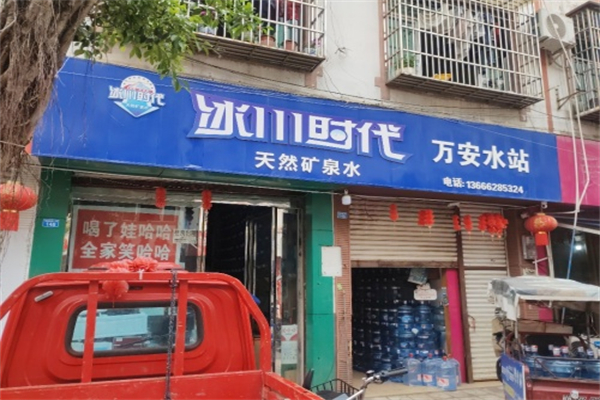 冰川时代
冰川时代
天然矿泉水
万安水站
电话:13666285324
喝了娃哈哈
全家笑哈哈